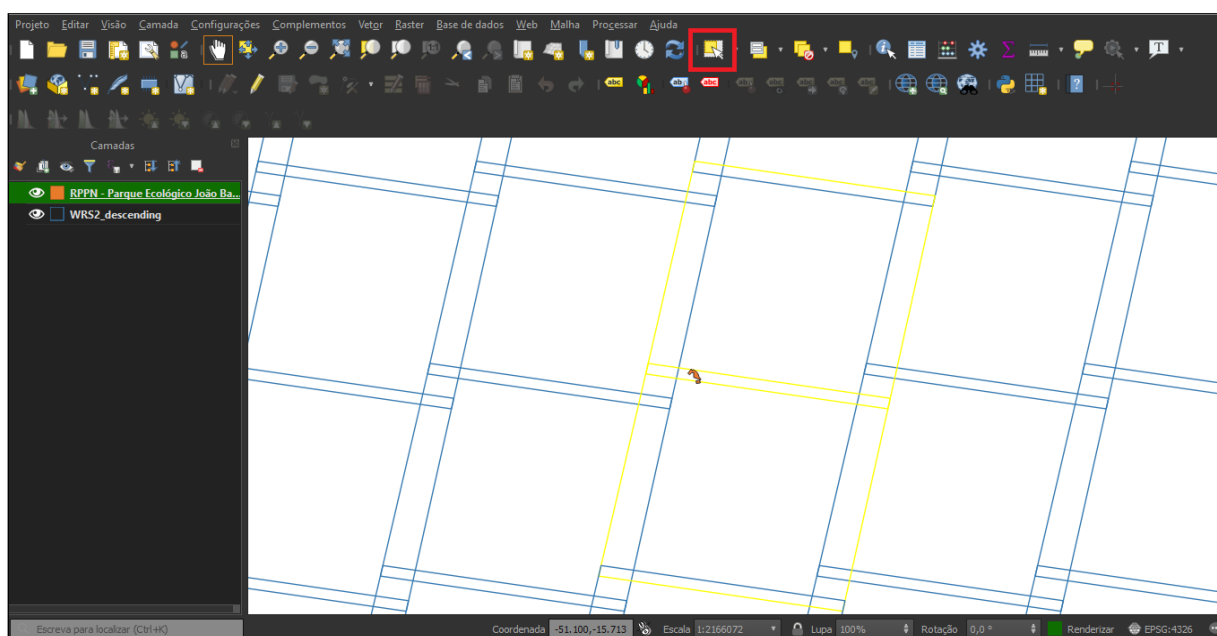 Projeto Editar Visão Camada Configurações Complementos Vetor Raster Base de dados Web Malha Processar Ajuda
Camadas
RPPN - Parque Ecológico João Ba...
WRS2_descending
Escreva para localizar (Ctrl+K) Coordenada -51.100,-15.713 Escala 1:2166072 Lupa 100% Rotação 0,0 ° Renderizar EPSG:4326